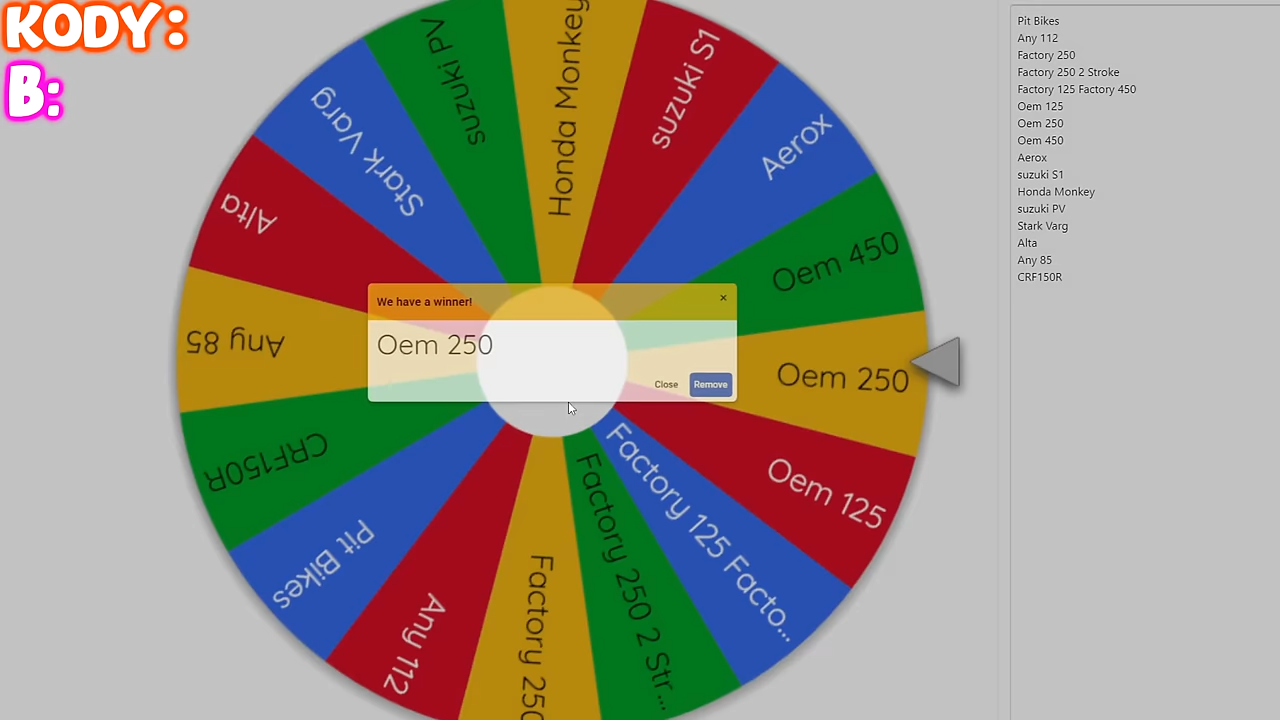 KODY:
B:
suzuki PV
Honda Monkey
suzuki S1
Stark Varg
Aerox
Alta
Oem 450
Any 85
Oem 250
CRF150R
Oem 125
Pit Bikes
Factory 125 Facto...
Any 112
Factory 250
Factory 250 2 Str...
We have a winner!
×
Oem 250
Close
Remove
Pit Bikes
Any 112
Factory 250
Factory 250 2 Stroke
Factory 125 Factory 450
Oem 125
Oem 250
Oem 450
Aerox
suzuki S1
Honda Monkey
suzuki PV
Stark Varg
Alta
Any 85
CRF150R